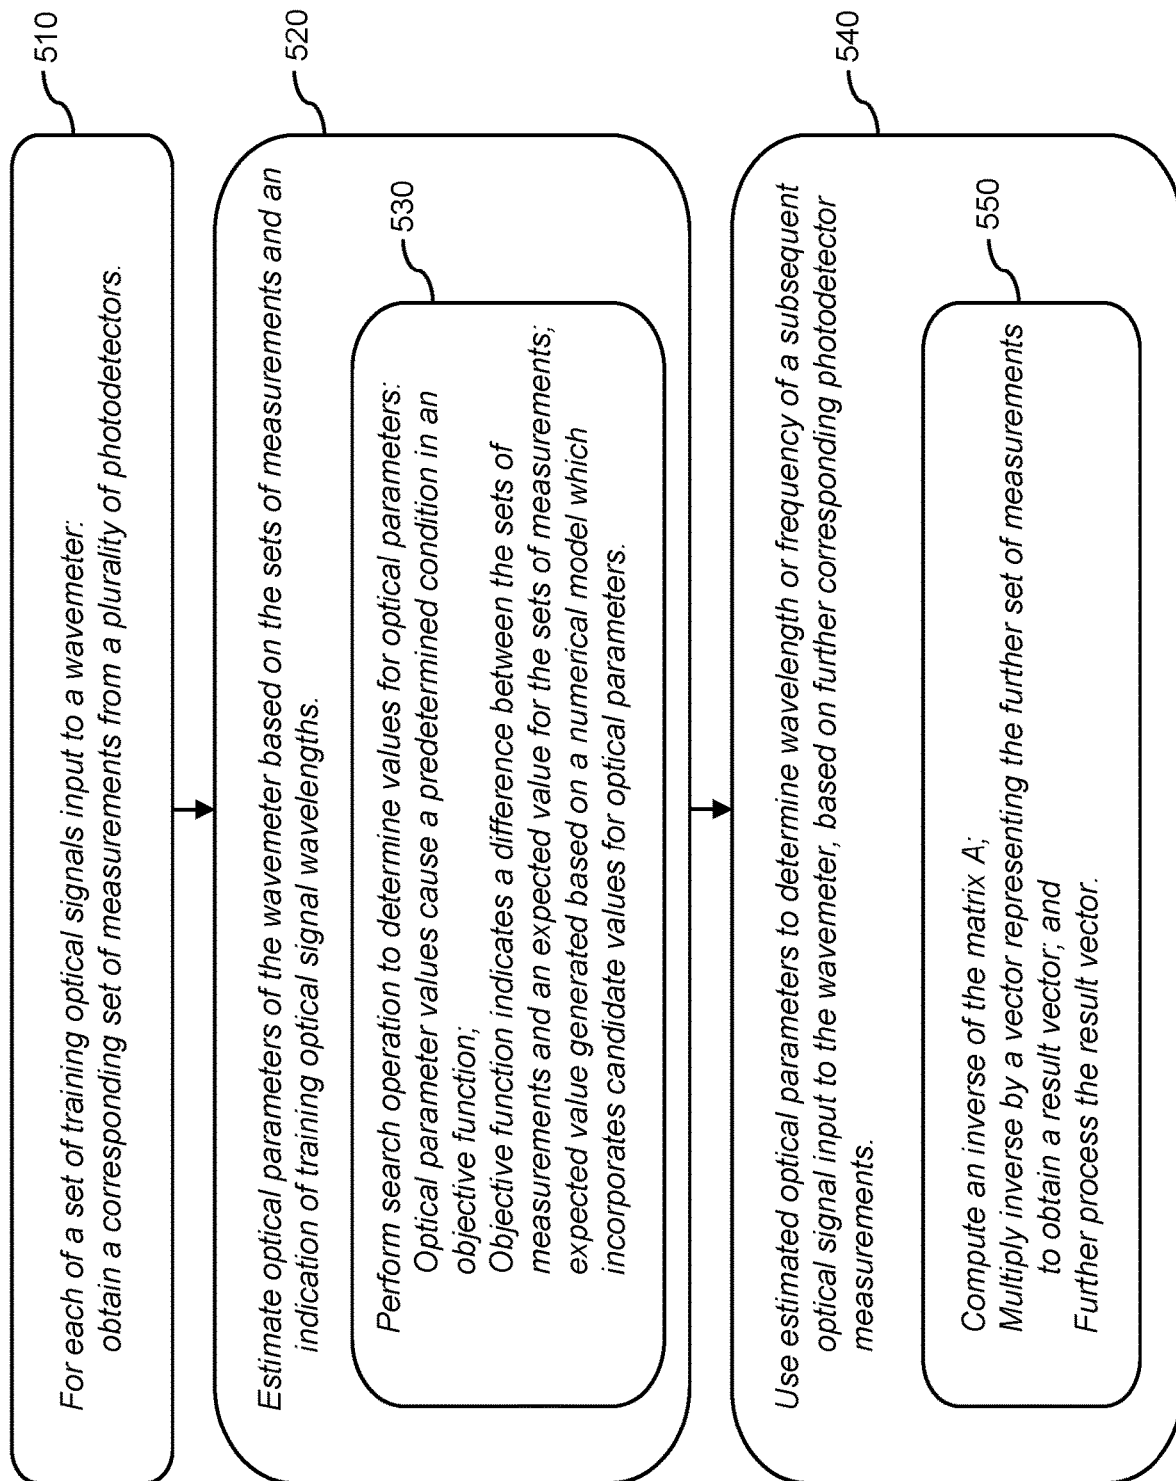 510
For each of a set of training optical signals input to a wavemeter:
obtain a corresponding set of measurements from a plurality of photodetectors.
520
Estimate optical parameters of the wavemeter based on the sets of measurements and an
indication of training optical signal wavelengths.
530
Perform search operation to determine values for optical parameters:
Optical parameter values cause a predetermined condition in an
objective function;
Objective function indicates a difference between the sets of
measurements and an expected value for the sets of measurements;
expected value generated based on a numerical model which
incorporates candidate values for optical parameters.
540
Use estimated optical parameters to determine wavelength or frequency of a subsequent
optical signal input to the wavemeter, based on further corresponding photodetector
measurements.
550
Compute an inverse of the matrix A;
Multiply inverse by a vector representing the further set of measurements
to obtain a result vector; and
Further process the result vector.